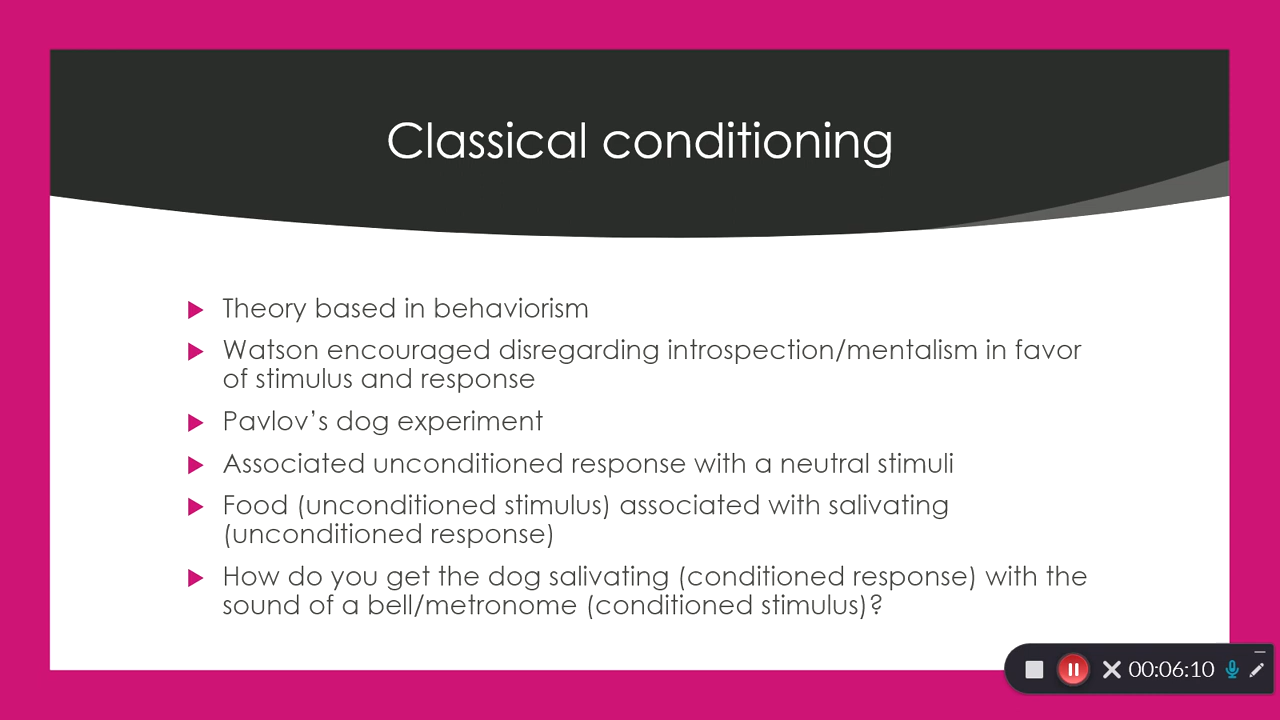 Classical conditioning
Theory based in behaviorism
Watson encouraged disregarding introspection/mentalism in favor
of stimulus and response
Pavlov’s dog experiment
Associated unconditioned response with a neutral stimuli
Food (unconditioned stimulus) associated with salivating
(unconditioned response)
How do you get the dog salivating (conditioned response) with the
sound of a bell/metronome (conditioned stimulus)?
00:06:10